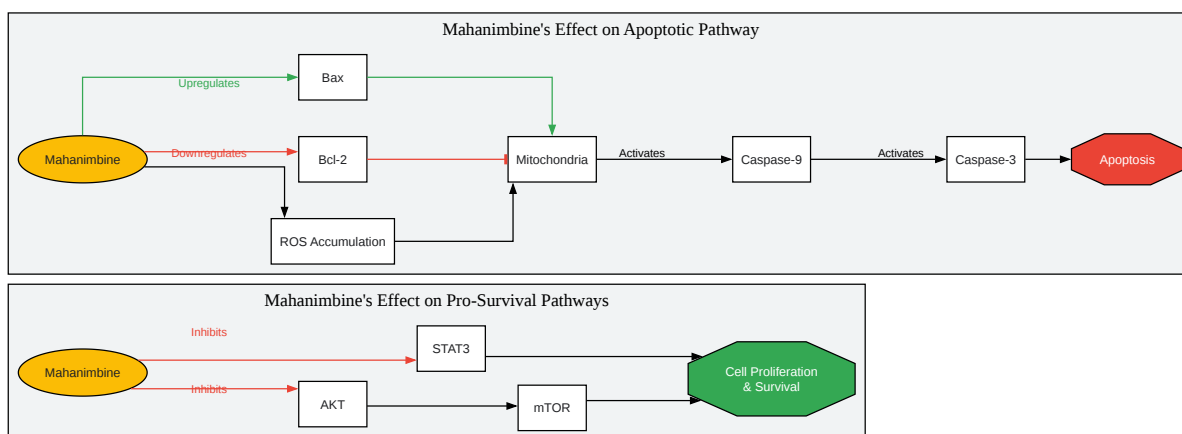 Mahanimbine's Effect on Apoptotic Pathway
Upregulates
Bax
Mahanimbine
Downregulates
Bcl-2
Mitochondria
Activates
Caspase-9
Activates
Caspase-3
Apoptosis
ROS Accumulation
Mahanimbine's Effect on Pro-Survival Pathways
Inhibits
STAT3
Mahanimbine
Inhibits
AKT
mTOR
Cell Proliferation
& Survival